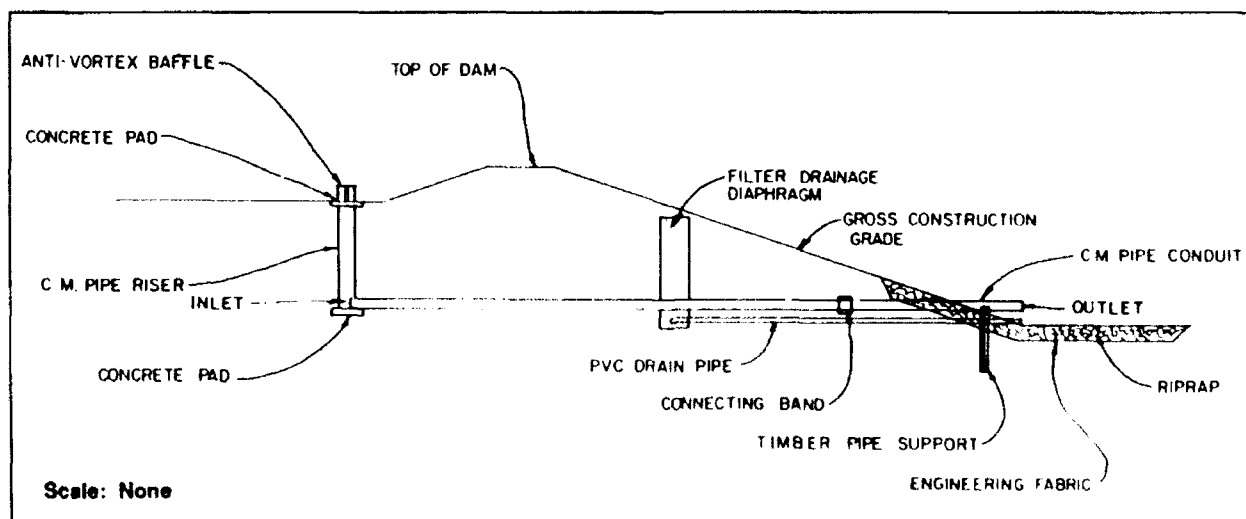 ANTI-VORTEX BAFFLE
TOP OF DAM
CONCRETE PAD
FILTER DRAINAGE
DIAPHRAGM
GROSS CONSTRUCTION
GRADE
C M PIPE CONDUIT
C. M. PIPE RISER
INLET
OUTLET
CONCRETE PAD
PVC DRAIN PIPE
CONNECTING BAND
RIPRAP
TIMBER PIPE SUPPORT
ENGINEERING FABRIC
Scale: None